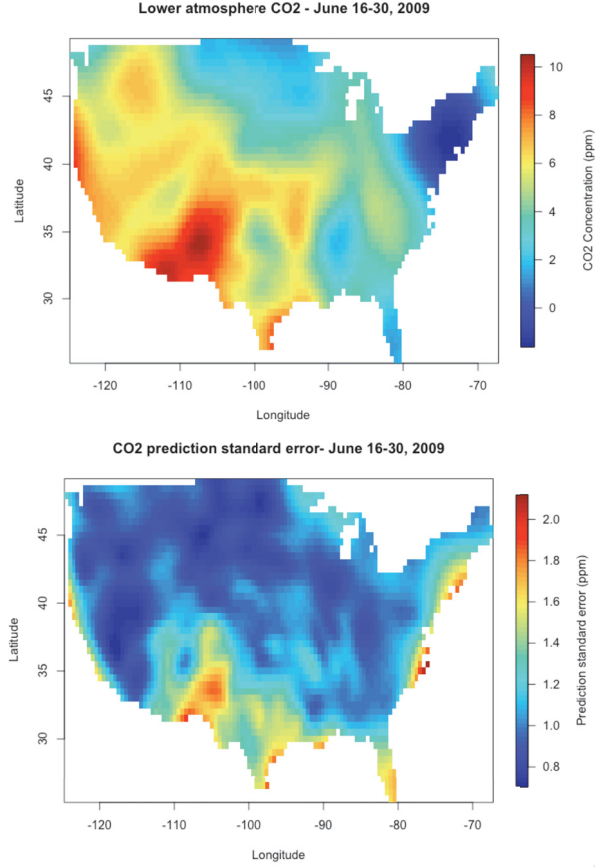 Lower atmosphere CO2 - June 16-30, 2009
45
40
35
30
Latitude
-120 -110 -100 -90 -80 -70
Longitude
10
8
6
4
2
0
CO2 Concentration (ppm)
CO2 prediction standard error- June 16-30, 2009
45
40
35
30
Latitude
-120 -110 -100 -90 -80 -70
Longitude
2.0
1.8
1.6
1.4
1.2
1.0
0.8
Prediction standard error (ppm)